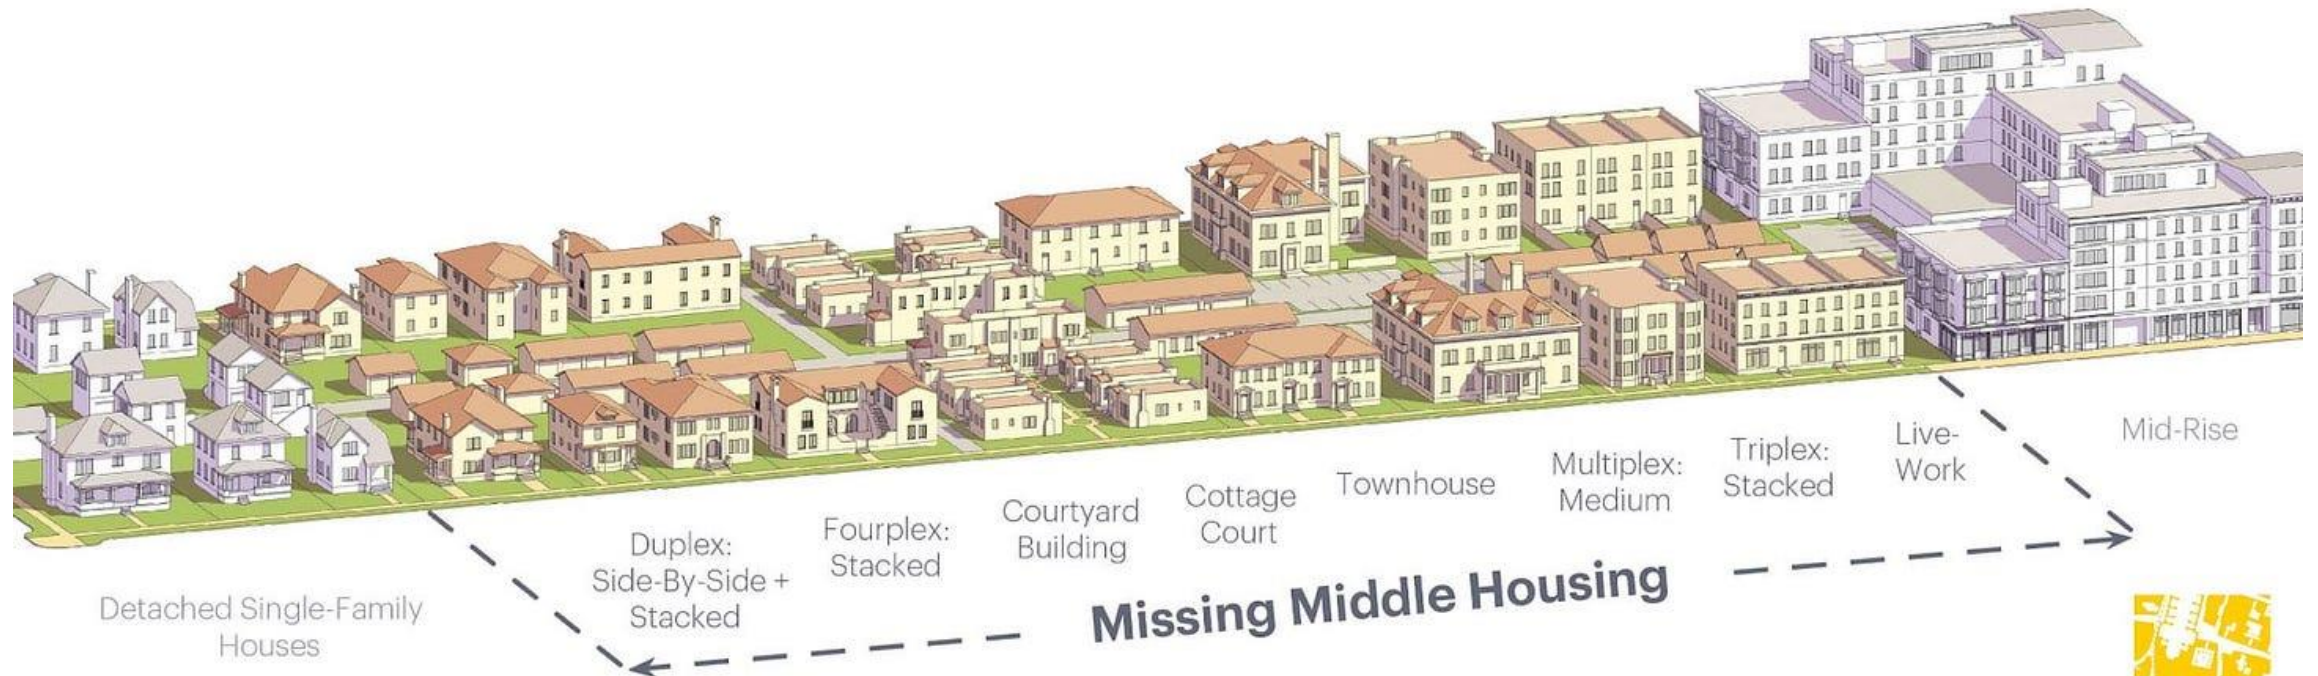 Detached Single-Family
Houses
Duplex:
Side-By-Side +
Stacked
Fourplex:
Stacked
Courtyard
Building
Cottage
Court
Townhouse
Multiplex:
Medium
Triplex:
Stacked
Live-
Work
Mid-Rise
Missing Middle Housing